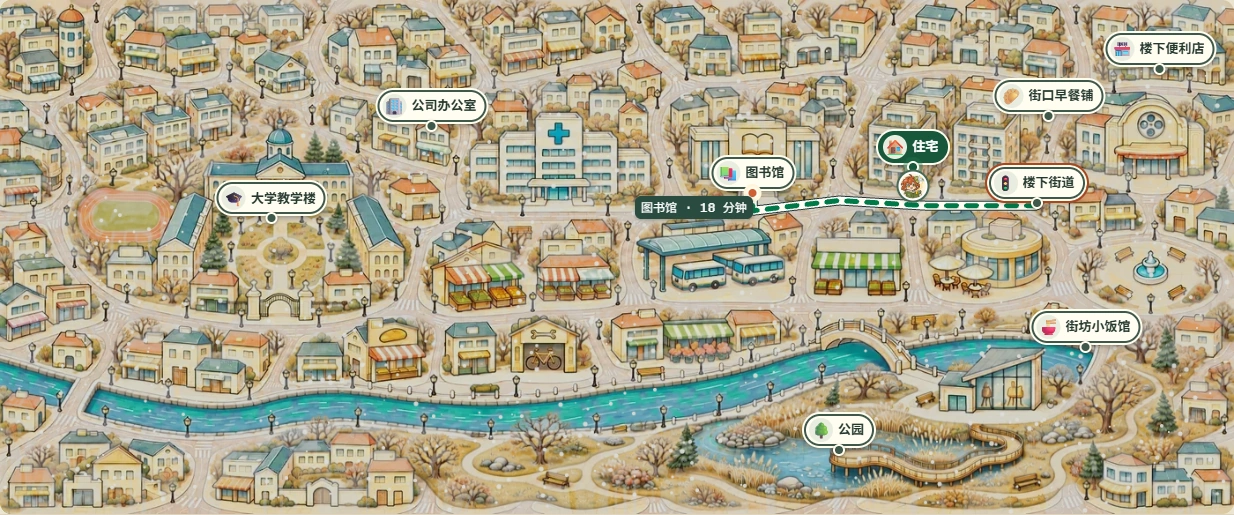 楼下便利店
公司办公室
街口早餐铺
住宅
图书馆
楼下街道
大学教学楼
图书馆 · 18 分钟
街坊小饭馆
公园